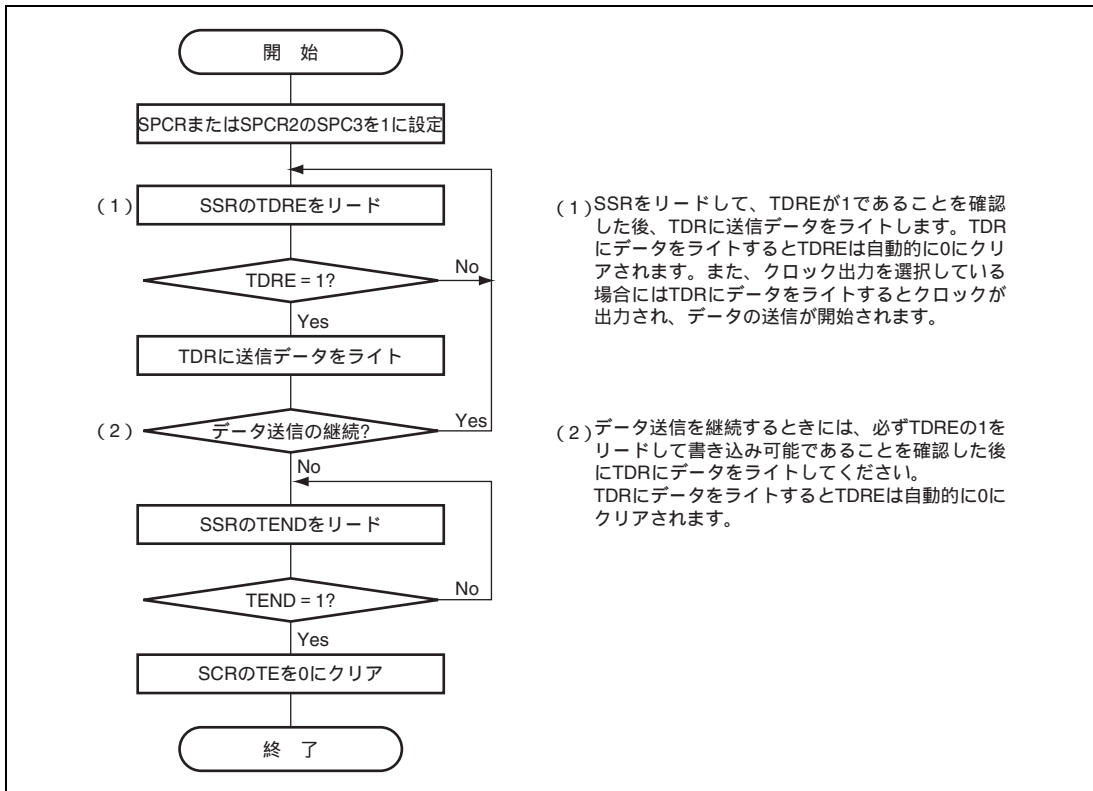 開 始
SPCRまたはSPCR2のSPC3を1に設定
(1)
SSRのTDREをリード
TDRE = 1?
No
Yes
TDRに送信データをライト
(2)
データ送信の継続?
Yes
No
SSRのTENDをリード
TEND = 1?
No
Yes
SCRのTEを0にクリア
終 了
(1)SSRをリードして、TDREが1であることを確認
した後、TDRに送信データをライトします。TDR
にデータをライトするとTDREは自動的に0にクリ
アされます。また、クロック出力を選択している
場合にはTDRにデータをライトするとクロックが
出力され、データの送信が開始されます。
(2)データ送信を継続するときには、必ずTDREの1を
リードして書き込み可能であることを確認した後
にTDRにデータをライトしてください。
TDRにデータをライトするとTDREは自動的に0に
クリアされます。